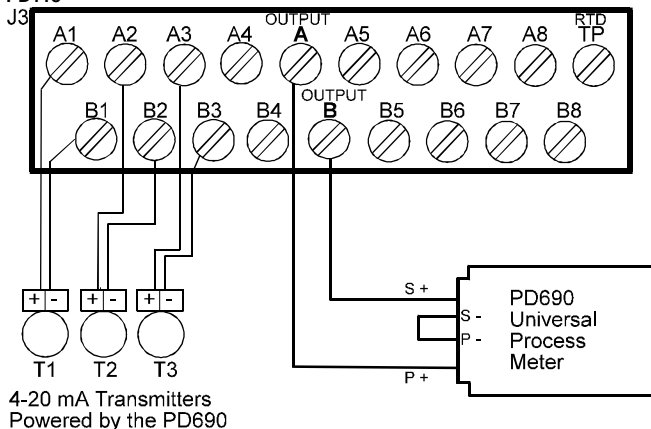 J3
OUTPUT
RTD
A1 A2 A3 A4 A A5 A6 A7 A8 TP
OUTPUT
B1 B2 B3 B4 B B5 B6 B7 B8
S +
PD690
S -
Universal
P -
Process
Meter
P +
+ - + - + -
T1 T2 T3
4-20 mA Transmitters
Powered by the PD690